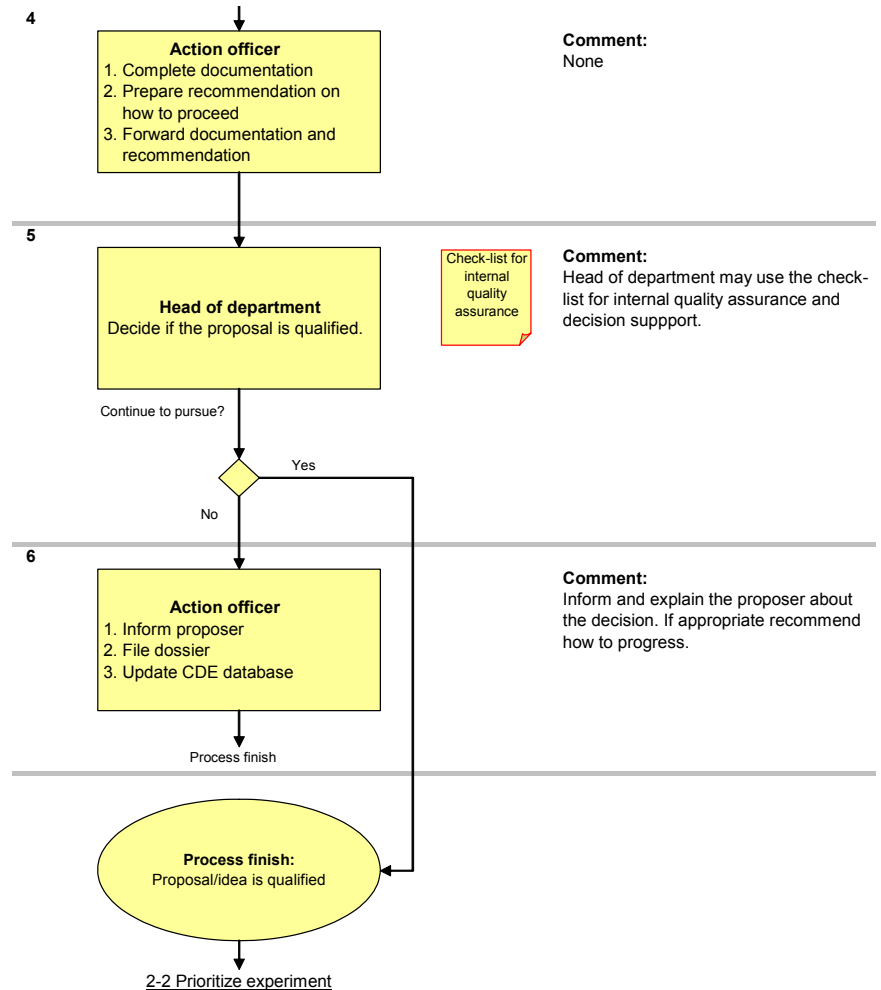 4
Action officer
1. Complete documentation
2. Prepare recommendation on
how to proceed
3. Forward documentation and
recommendation
Comment:
None
5
Head of department
Decide if the proposal is qualified.
Check-list for
internal
quality
assurance
Comment:
Head of department may use the check-
list for internal quality assurance and
decision suppport.
Continue to pursue?
Yes
No
6
Action officer
1. Inform proposer
2. File dossier
3. Update CDE database
Comment:
Inform and explain the proposer about
the decision. If appropriate recommend
how to progress.
Process finish
Process finish:
Proposal/idea is qualified
2-2 Prioritize experiment